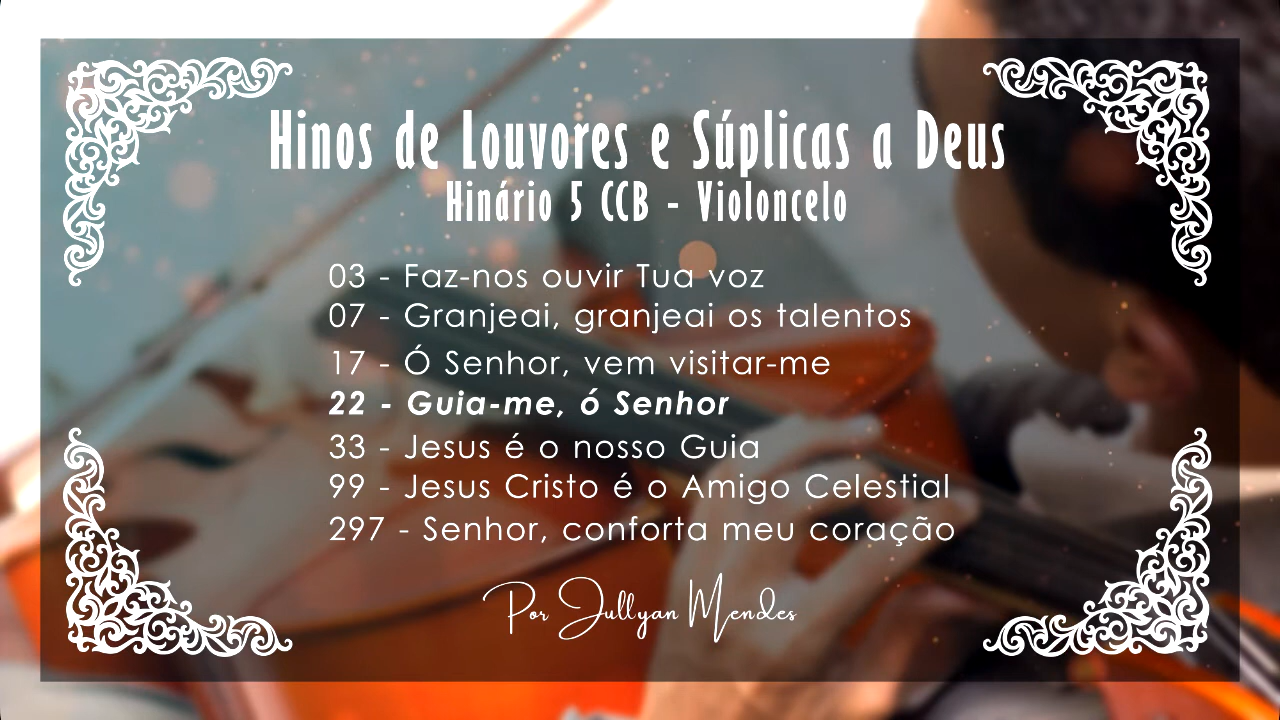 Hinos de Louvores e Súplicas a Deus
Hinário 5 CCB - Violoncelo
03 - Faz-nos ouvir Tua voz
07 - Granjeai, granjeai os talentos
17 - Ó Senhor, vem visitar-me
22 - Guia-me, ó Senhor
33 - Jesus é o nosso Guia
99 - Jesus Cristo é o Amigo Celestial
297 - Senhor, conforta meu coração
Por Jullyan Mendes